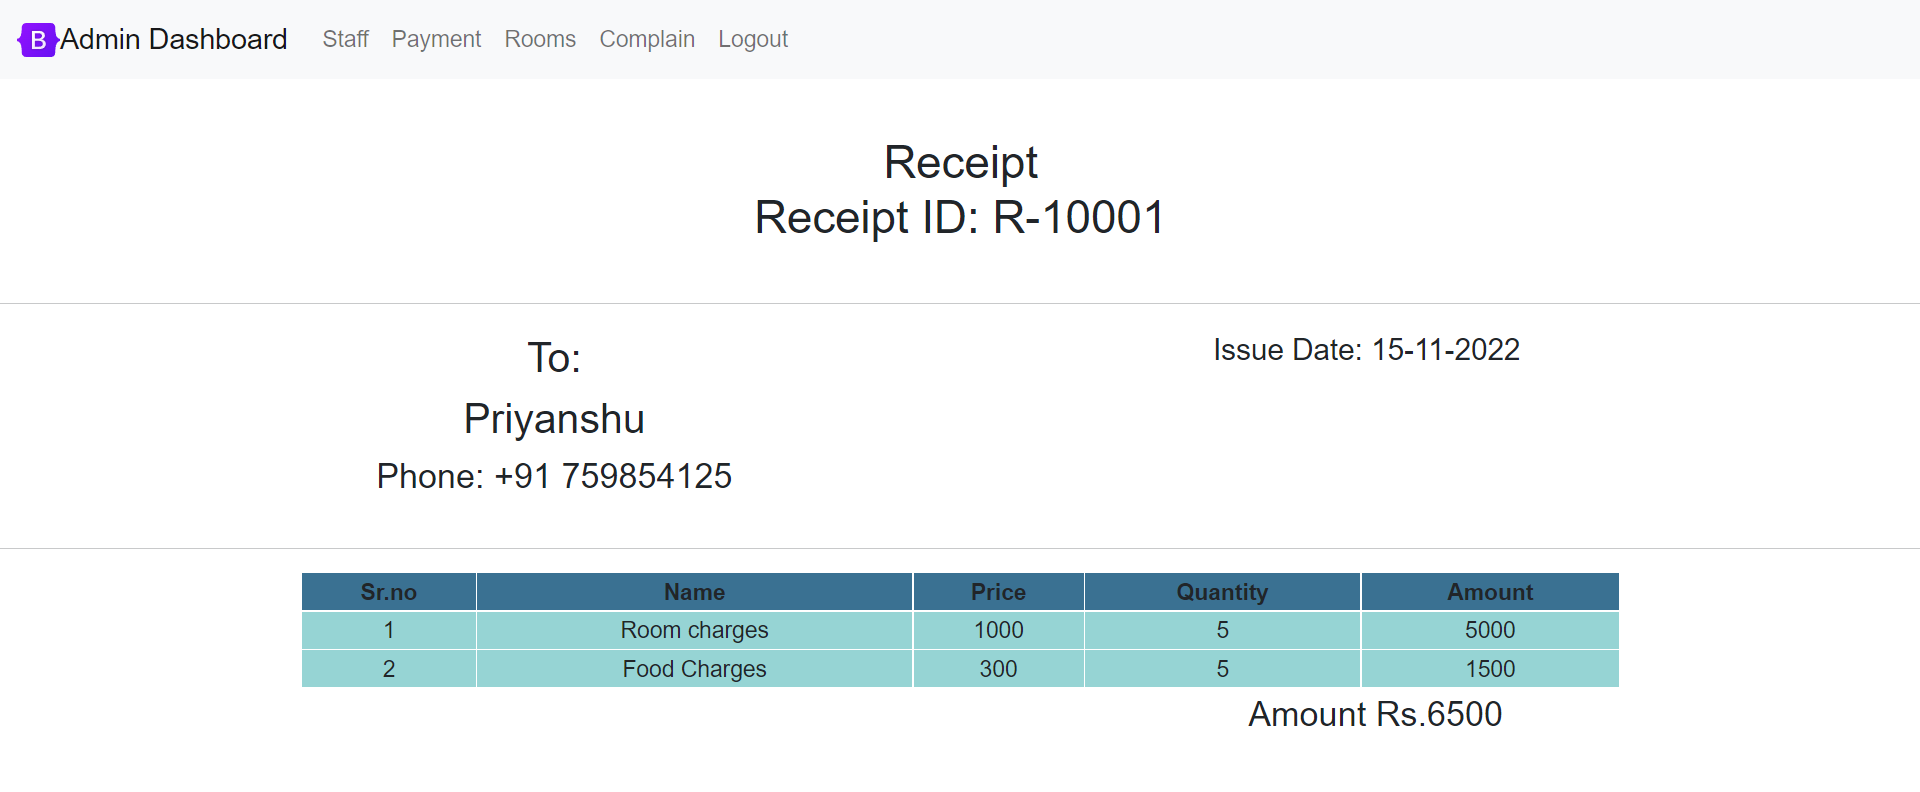 B Admin Dashboard Staff Payment Rooms Complain Logout
Receipt
Receipt ID: R-10001
To:
Issue Date: 15-11-2022
Priyanshu
Phone: +91 759854125
Sr.no Name Price Quantity Amount
1 Room charges 1000 5 5000
2 Food Charges 300 5 1500
Amount Rs.6500